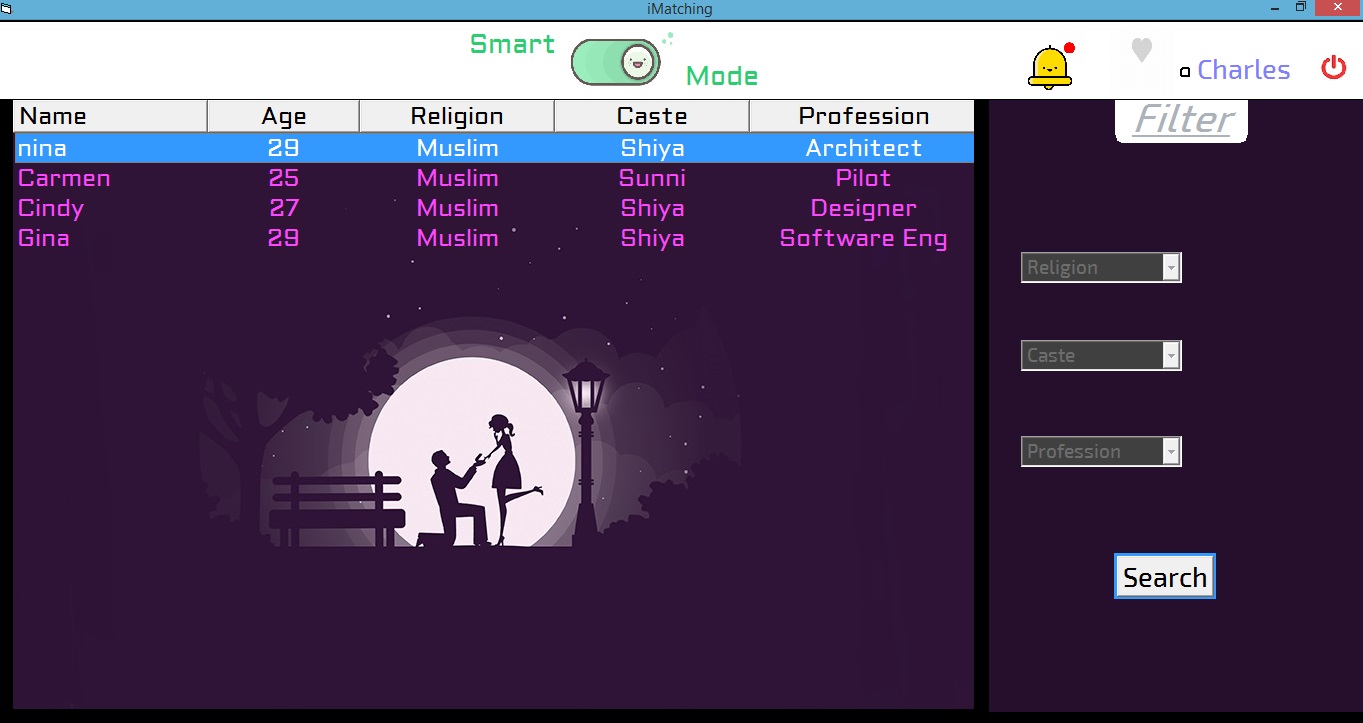 iMatching
Smart
Mode
Charles
Name Age Religion Caste Profession
nina 29 Muslim Shiya Architect
Carmen 25 Muslim Sunni Pilot
Cindy 27 Muslim Shiya Designer
Gina 29 Muslim Shiya Software Eng
Filter
Religion
Caste
Profession
Search